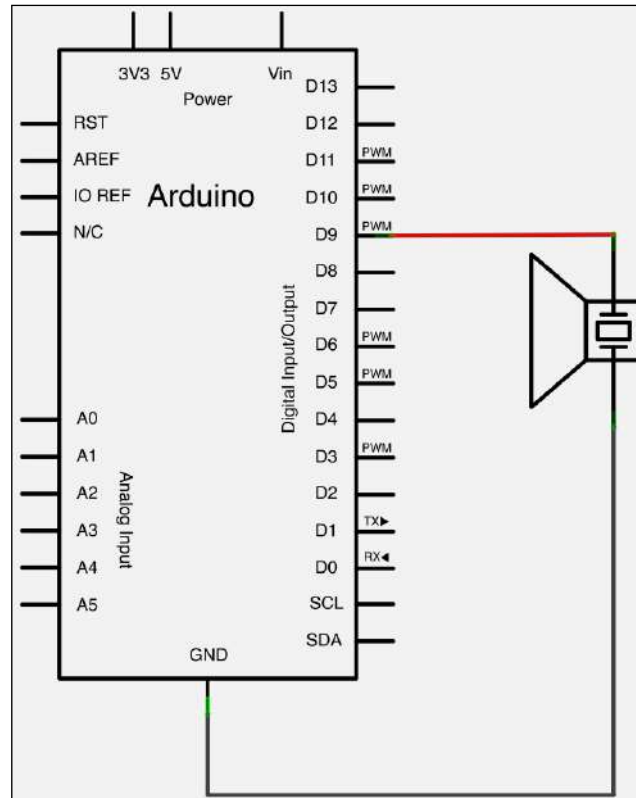 3V3 5V Vin
Power
RST
AREF
IO REF
N/C
Arduino
A0
A1
A2
A3
A4
A5
Analog Input
D13
D12
D11 PWM
D10 PWM
D9 PWM
D8
D7
D6 PWM
D5 PWM
D4
D3 PWM
D2
D1 TX▶
D0 RX◀
SCL
SDA
Digital Input/Output
GND